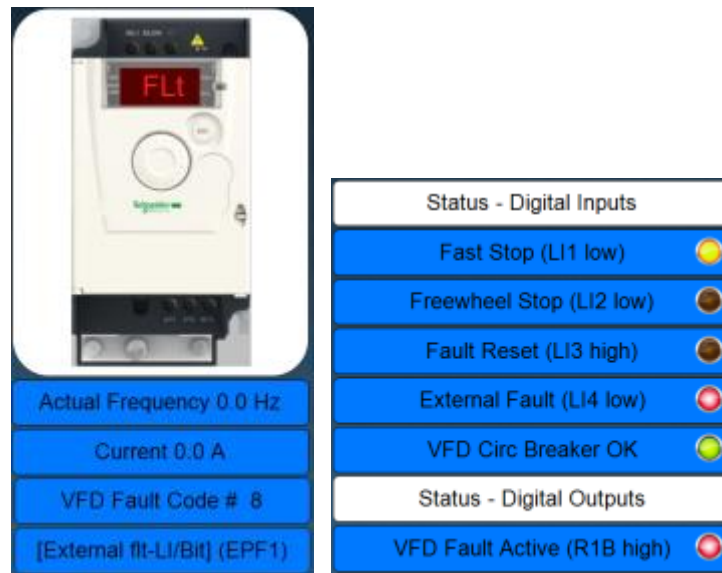 FLt
Schneider
Actual Frequency 0.0 Hz
Current 0.0 A
VFD Fault Code # 8
[External flt-LI/Bit] (EPF1)
Status - Digital Inputs
Fast Stop (LI1 low)
Freewheel Stop (LI2 low)
Fault Reset (LI3 high)
External Fault (LI4 low)
VFD Circ Breaker OK
Status - Digital Outputs
VFD Fault Active (R1B high)